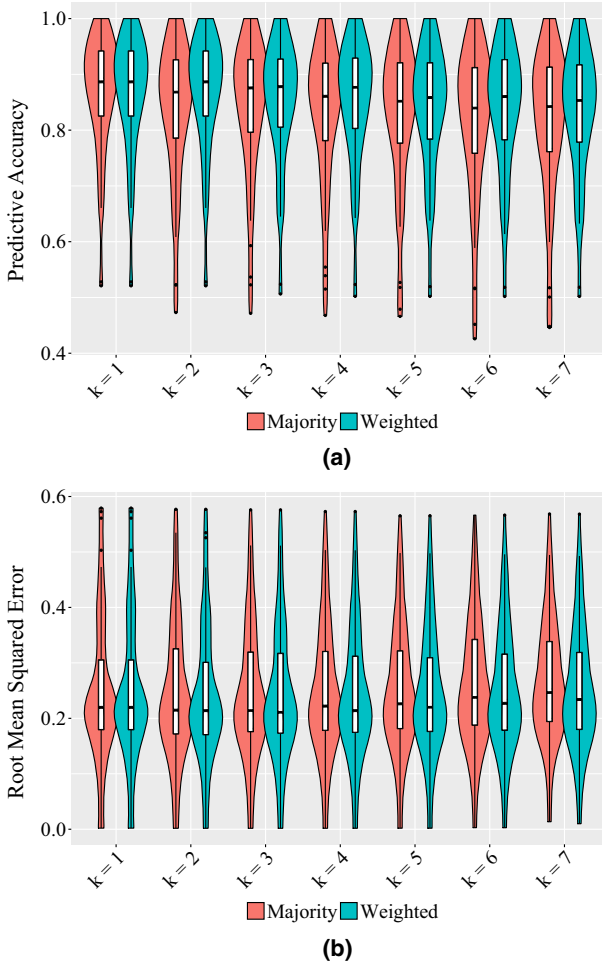 Predictive Accuracy
1.0
0.8
0.6
0.4
k = 1 k = 2 k = 3 k = 4 k = 5 k = 6 k = 7
Majority Weighted
(a)
Root Mean Squared Error
0.6
0.4
0.2
0.0
k = 1 k = 2 k = 3 k = 4 k = 5 k = 6 k = 7
Majority Weighted
(b)